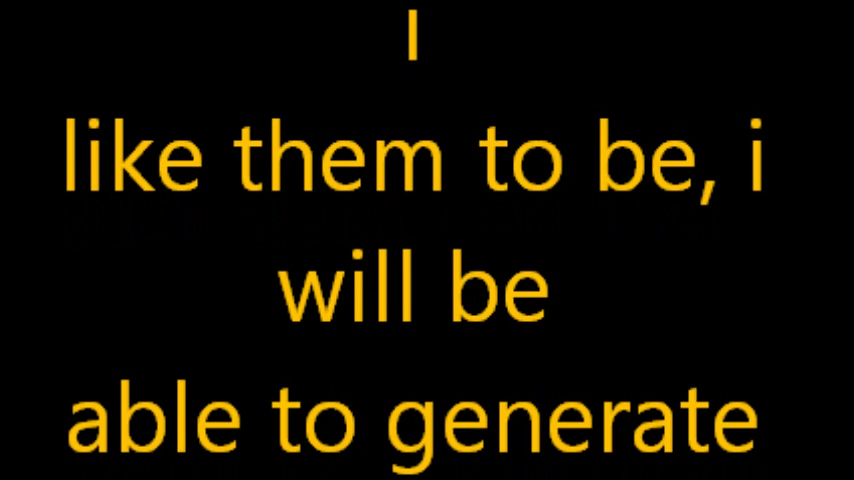 I
like them to be, i
will be
able to generate